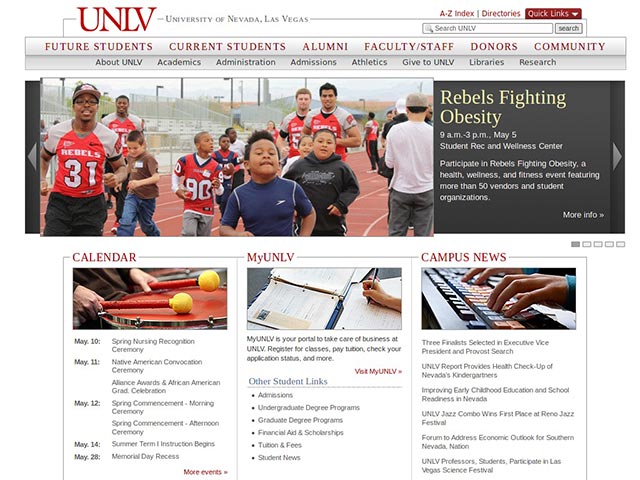 UNLV UNIVERSITY OF NEVADA, LAS VEGAS
A-Z Index | Directories Quick Links
Search UNLV search
FUTURE STUDENTS CURRENT STUDENTS ALUMNI FACULTY/STAFF DONORS COMMUNITY
About UNLV Academics Administration Admissions Athletics Give to UNLV Libraries Research
Rebels Fighting
Obesity
9 a.m.-3 p.m., May 5
Student Rec and Wellness Center
Participate in Rebels Fighting Obesity, a
health, wellness, and fitness event featuring
more than 50 vendors and student
organizations.
More info »
REBELS
31
90
REBELS
CALENDAR
May. 10: Spring Nursing Recognition
Ceremony
May. 11: Native American Convocation
Ceremony
Alliance Awards & African American
Grad. Celebration
May. 12: Spring Commencement - Morning
Ceremony
Spring Commencement - Afternoon
Ceremony
May. 14: Summer Term I Instruction Begins
May. 28: Memorial Day Recess
More events »
MyUNLV
MyUNLV is your portal to take care of business at
UNLV. Register for classes, pay tuition, check your
application status, and more.
Visit MyUNLV »
Other Student Links
• Admissions
• Undergraduate Degree Programs
• Graduate Degree Programs
• Financial Aid & Scholarships
• Tuition & Fees
• Student News
CAMPUS NEWS
Three Finalists Selected in Executive Vice
President and Provost Search
UNLV Report Provides Health Check-Up of
Nevada's Kindergartners
Improving Early Childhood Education and School
Readiness in Nevada
UNLV Jazz Combo Wins First Place at Reno Jazz
Festival
Forum to Address Economic Outlook for Southern
Nevada, Nation
UNLV Professors, Students, Participate in Las
Vegas Science Festival